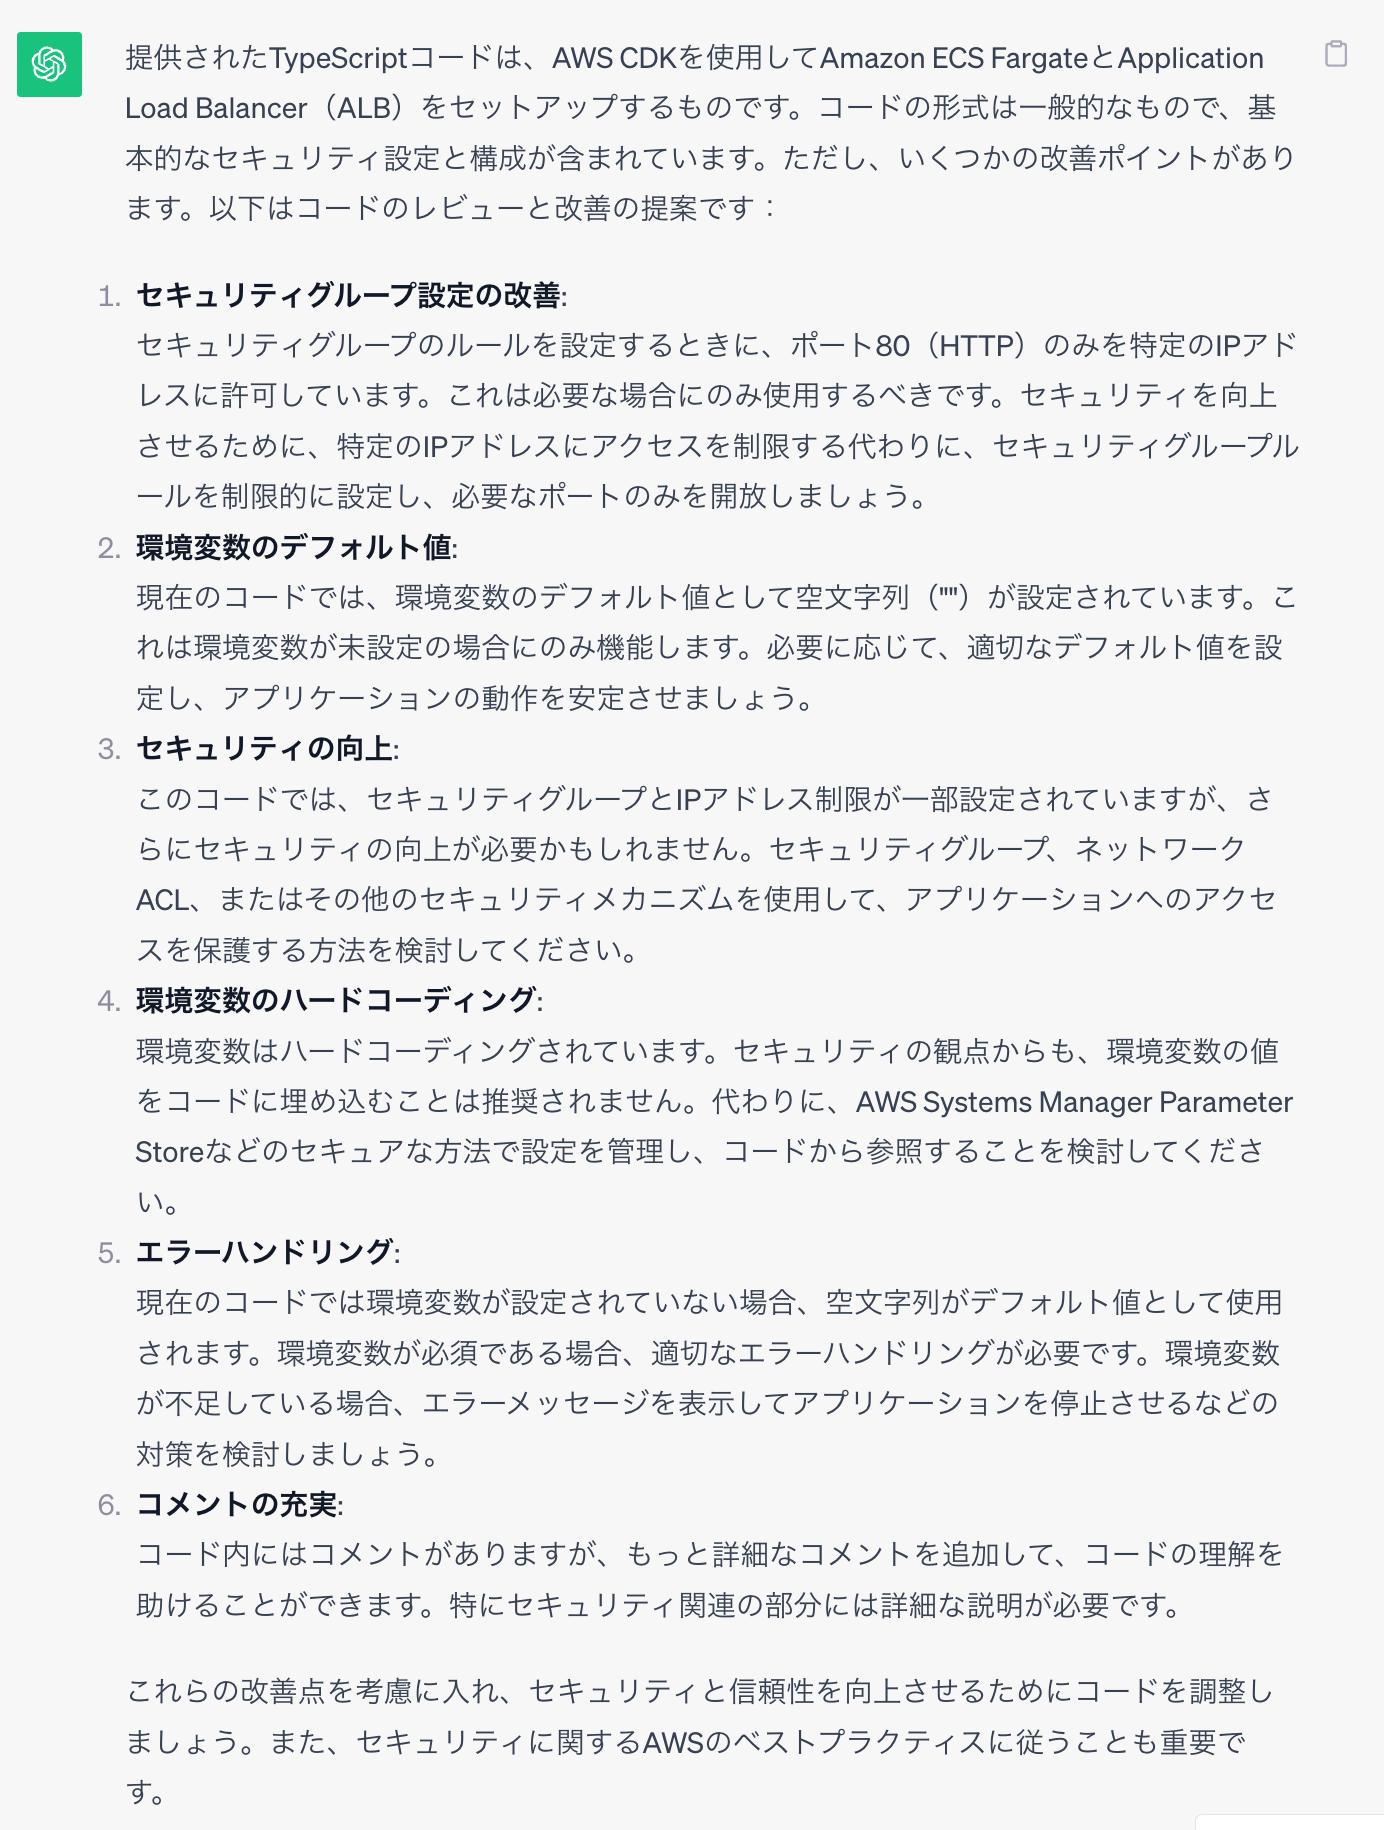 提供されたTypeScriptコードは、AWS CDKを使用してAmazon ECS FargateとApplication
Load Balancer（ALB）をセットアップするものです。コードの形式は一般的なもので、基
本的なセキュリティ設定と構成が含まれています。ただし、いくつかの改善ポイントがあり
ます。以下はコードのレビューと改善の提案です：
1. セキュリティグループ設定の改善:
セキュリティグループのルールを設定するときに、ポート80（HTTP）のみを特定のIPアド
レスに許可しています。これは必要な場合にのみ使用するべきです。セキュリティを向上
させるために、特定のIPアドレスにアクセスを制限する代わりに、セキュリティグループル
ールを制限的に設定し、必要なポートのみを開放しましょう。
2. 環境変数のデフォルト値:
現在のコードでは、環境変数のデフォルト値として空文字列（""）が設定されています。こ
れは環境変数が未設定の場合にのみ機能します。必要に応じて、適切なデフォルト値を設
定し、アプリケーションの動作を安定させましょう。
3. セキュリティの向上:
このコードでは、セキュリティグループとIPアドレス制限が一部設定されていますが、さ
らにセキュリティの向上が必要かもしれません。セキュリティグループ、ネットワーク
ACL、またはその他のセキュリティメカニズムを使用して、アプリケーションへのアクセ
スを保護する方法を検討してください。
4. 環境変数のハードコーディング:
環境変数はハードコーディングされています。セキュリティの観点からも、環境変数の値
をコードに埋め込むことは推奨されません。代わりに、AWS Systems Manager Parameter
Storeなどのセキュアな方法で設定を管理し、コードから参照することを検討してくださ
い。
5. エラーハンドリング:
現在のコードでは環境変数が設定されていない場合、空文字列がデフォルト値として使用
されます。環境変数が必須である場合、適切なエラーハンドリングが必要です。環境変数
が不足している場合、エラーメッセージを表示してアプリケーションを停止させるなどの
対策を検討しましょう。
6. コメントの充実:
コード内にはコメントがありますが、もっと詳細なコメントを追加して、コードの理解を
助けることができます。特にセキュリティ関連の部分には詳細な説明が必要です。
これらの改善点を考慮に入れ、セキュリティと信頼性を向上させるためにコードを調整し
ましょう。また、セキュリティに関するAWSのベストプラクティスに従うことも重要で
す。